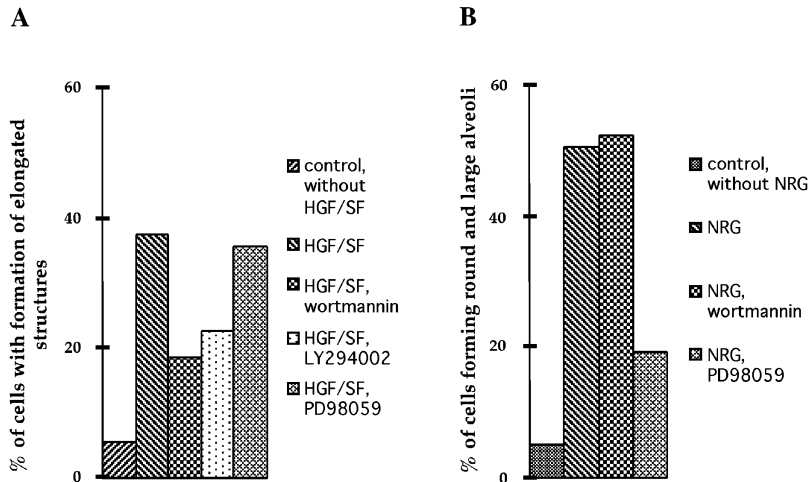 A
% of cells with formation of elongated
structures
60
40
20
0
control,
without
HGF/SF
HGF/SF
HGF/SF,
wortmannin
HGF/SF,
LY294002
HGF/SF,
PD98059
B
% of cells forming round and large alveoli
60
40
20
0
control,
without NRG
NRG
NRG,
wortmannin
NRG,
PD98059